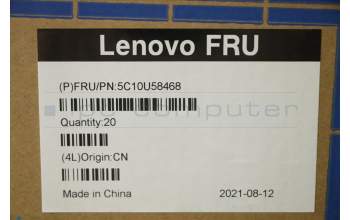 Lenovo FRU
(P)FRU/PN:5C10U58468
Quantity:20
(4L)Origin:CN
Made in China 2021-08-12